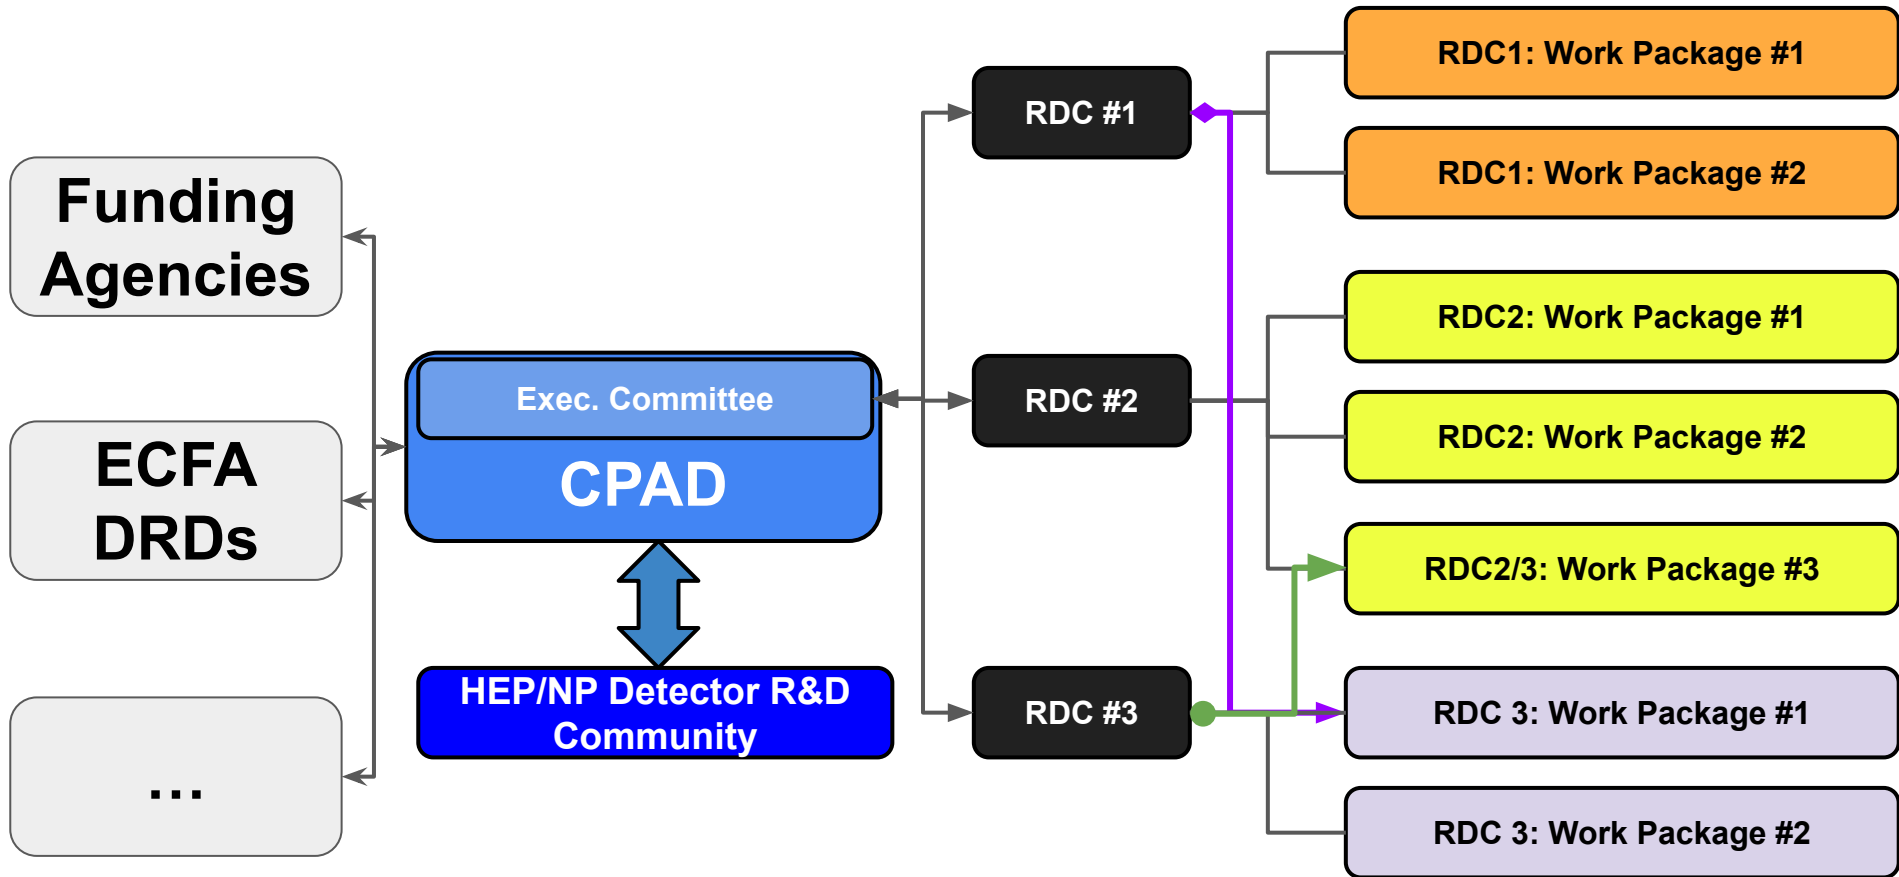 Funding
Agencies
ECFA
DRDs
...
Exec. Committee
CPAD
HEP/NP Detector R&D
Community
RDC #1
RDC #2
RDC #3
RDC1: Work Package #1
RDC1: Work Package #2
RDC2: Work Package #1
RDC2: Work Package #2
RDC2/3: Work Package #3
RDC 3: Work Package #1
RDC 3: Work Package #2